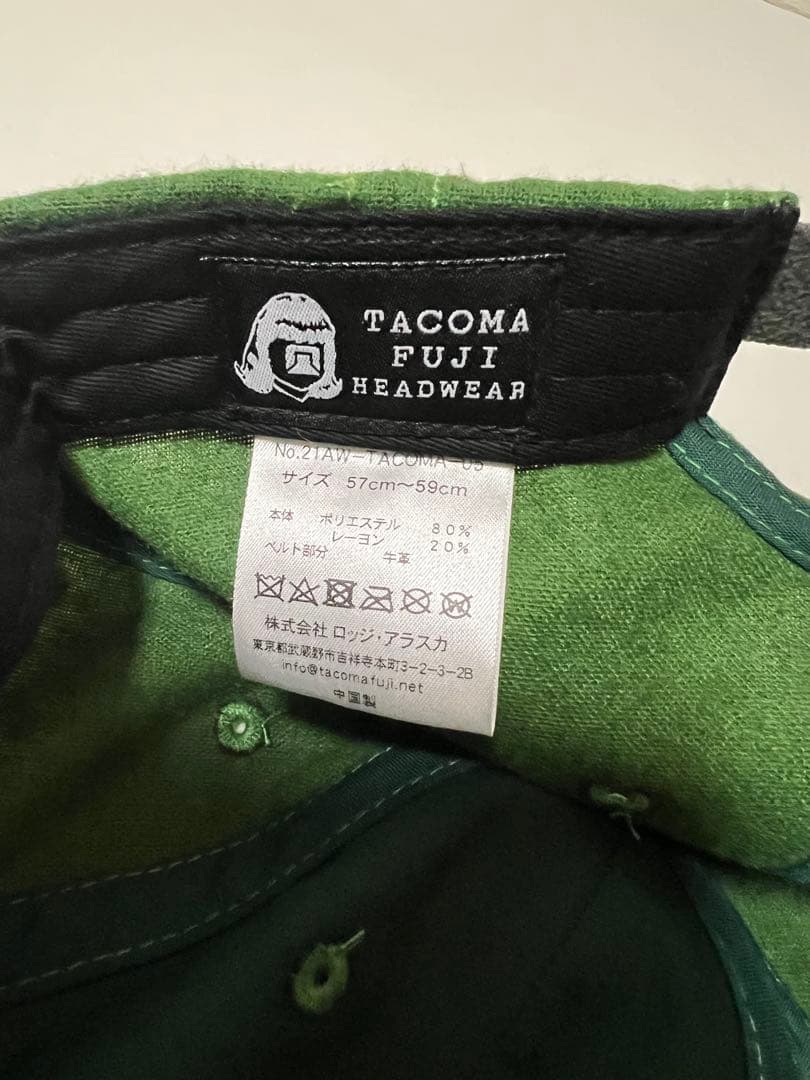 TACOMA
FUJI
HEADWEAR
No.21AW-TACOMA-05
サイズ 57cm～59cm
本体 ポリエステル 80%
レーヨン 20%
ベルト部分 牛革
株式会社 ロッジ・アラスカ
東京都武蔵野市吉祥寺本町3-2-3-2B
info@tacomafuji.net
中国製